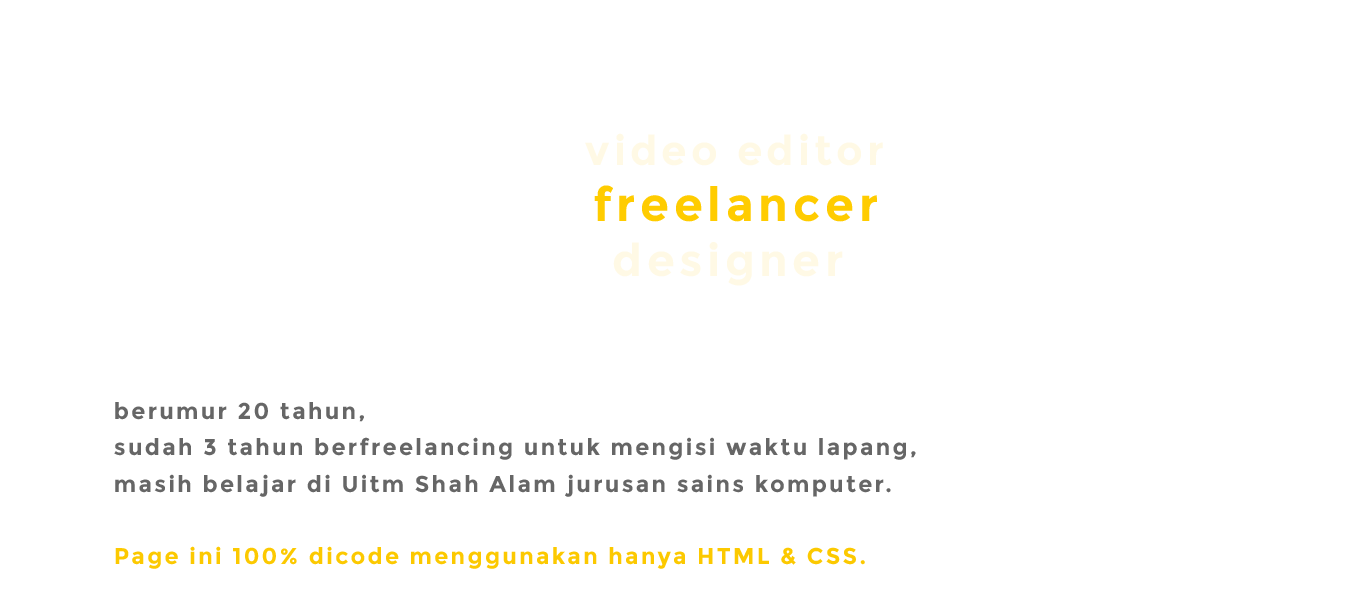 video editor
freelancer
designer
berumur 20 tahun,
sudah 3 tahun berfreelancing untuk mengisi waktu lapang,
masih belajar di Uitm Shah Alam jurusan sains komputer.
Page ini 100% dicode menggunakan hanya HTML & CSS.